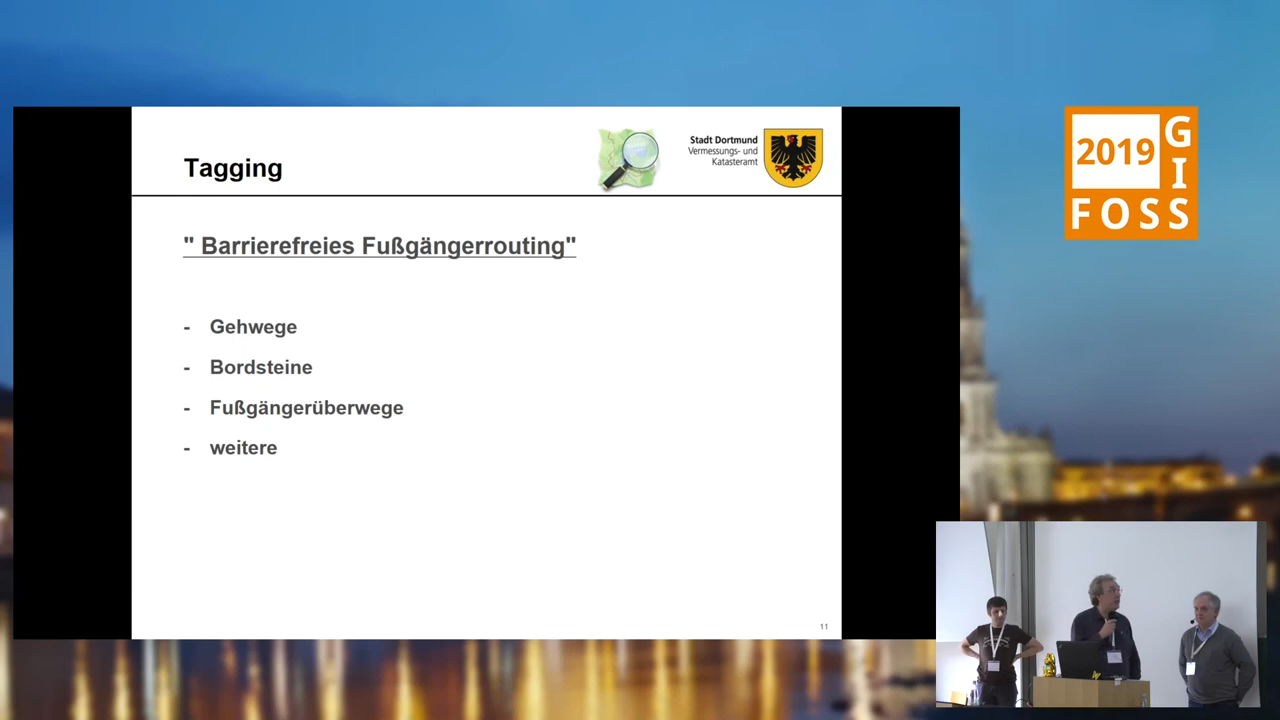 Tagging
Stadt Dortmund
Vermessungs- und
Katasteramt
" Barrierefreies Fußgängerrouting"
- Gehwege
- Bordsteine
- Fußgängerüberwege
- weitere
11
2019
G
I
FOSS